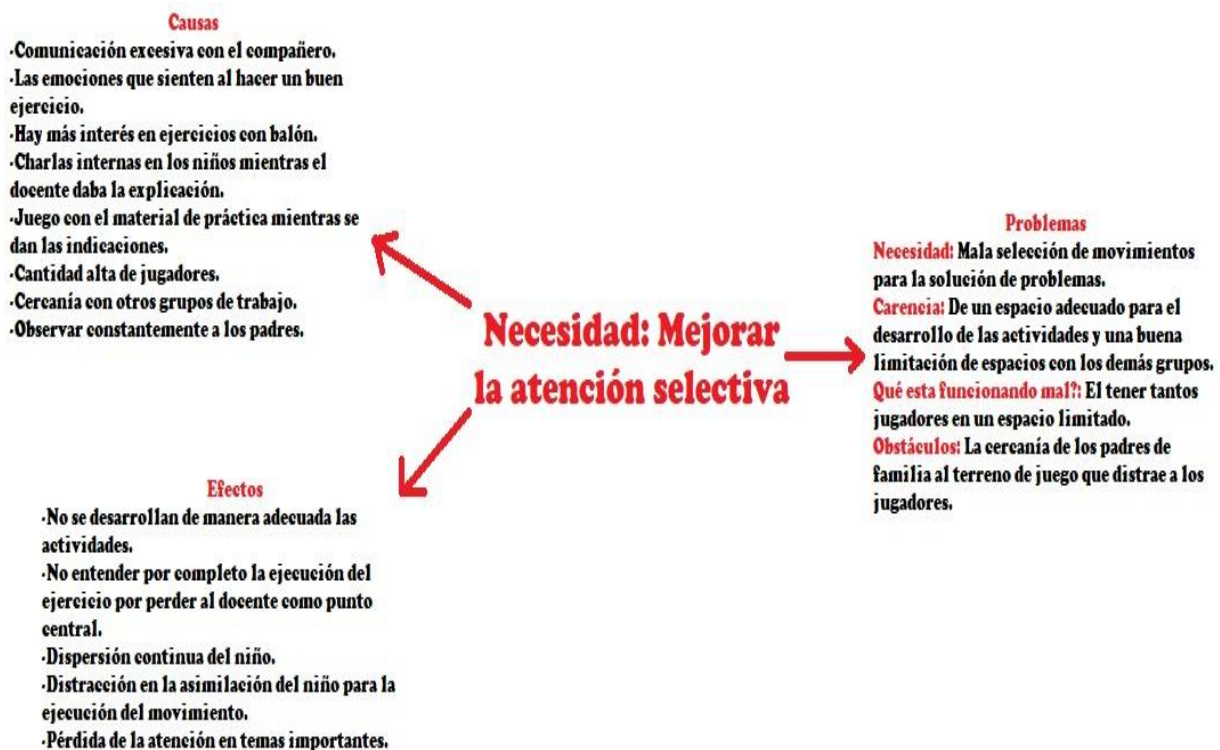 Causas
·Comunicación excesiva con el compañero.
·Las emociones que sienten al hacer un buen
ejercicio.
·Hay más interés en ejercicios con balón.
·Charlas internas en los niños mientras el
docente daba la explicación.
·Juego con el material de práctica mientras se
dan las indicaciones.
·Cantidad alta de jugadores.
·Cercanía con otros grupos de trabajo.
·Observar constantemente a los padres.
Necesidad: Mejorar
la atención selectiva
Problemas
Necesidad: Mala selección de movimientos
para la solución de problemas.
Carencia: De un espacio adecuado para el
desarrollo de las actividades y una buena
limitación de espacios con los demás grupos.
Qué esta funcionando mal?: El tener tantos
jugadores en un espacio limitado.
Obstáculos: La cercanía de los padres de
familia al terreno de juego que distrae a los
jugadores.
Efectos
·No se desarrollan de manera adecuada las
actividades.
·No entender por completo la ejecución del
ejercicio por perder al docente como punto
central.
·Dispersión continua del niño.
·Distracción en la asimilación del niño para la
ejecución del movimiento.
·Pérdida de la atención en temas importantes.